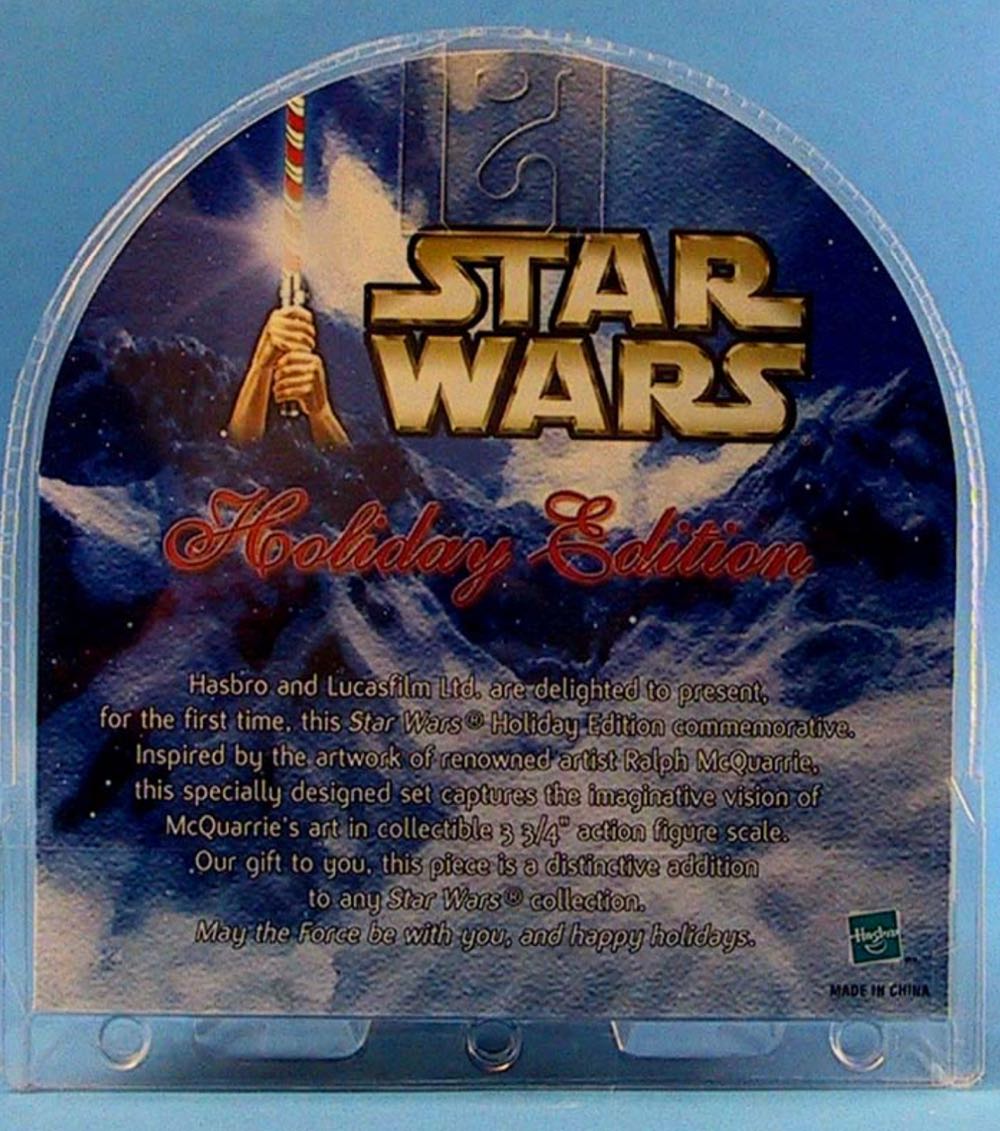 STAR
WARS
Holiday Edition
Hasbro and Lucasfilm Ltd. are delighted to present,
for the first time, this Star Wars® Holiday Edition commemorative.
Inspired by the artwork of renowned artist Ralph McQuarrie,
this specially designed set captures the imaginative vision of
McQuarrie's art in collectible 3 3/4" action figure scale.
Our gift to you, this piece is a distinctive addition
to any Star Wars® collection.
May the Force be with you, and happy holidays.
Hasbro
MADE IN CHINA